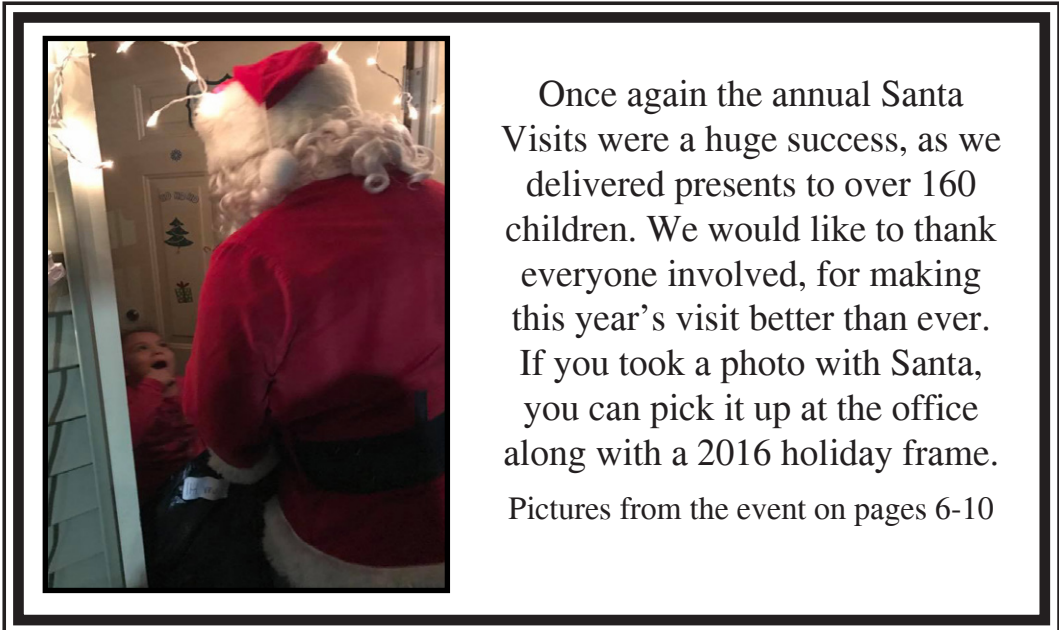 Once again the annual Santa
Visits were a huge success, as we
delivered presents to over 160
children. We would like to thank
everyone involved, for making
this year’s visit better than ever.
If you took a photo with Santa,
you can pick it up at the office
along with a 2016 holiday frame.
Pictures from the event on pages 6-10